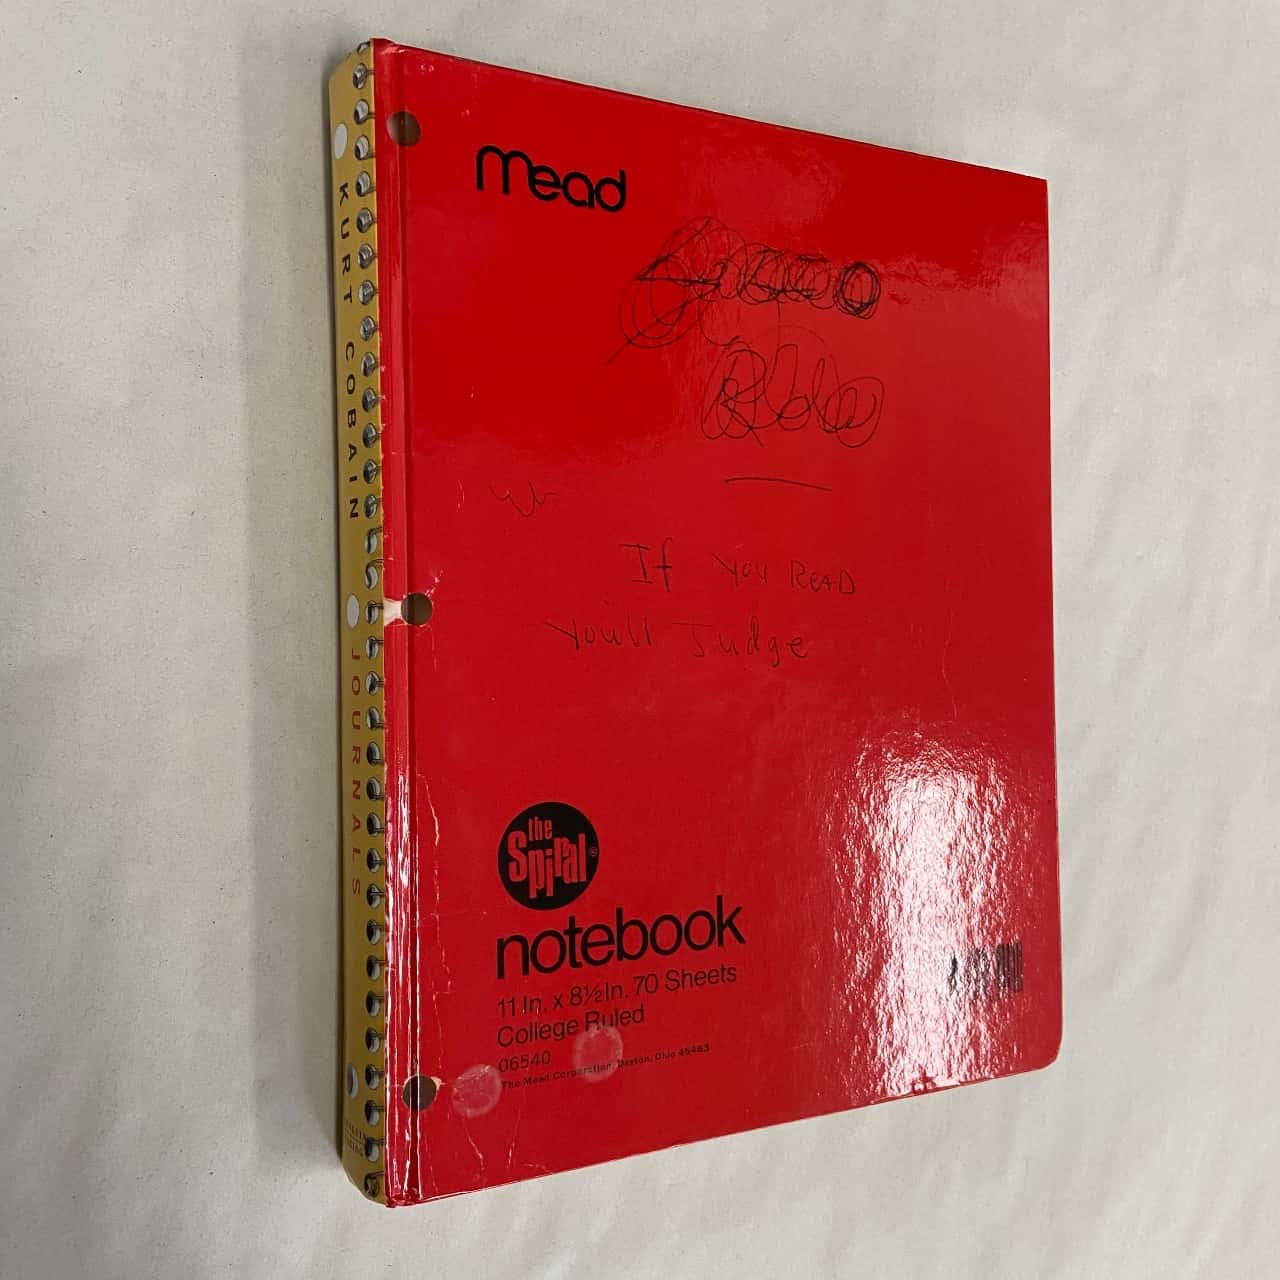 KURT COBAIN JOURNALS
mead
If you READ
You'll Judge
the
Spiral®
notebook
11 In. x 8½ In. 70 Sheets
College Ruled
06540
The Mead Corporation, Dayton, Ohio 45463